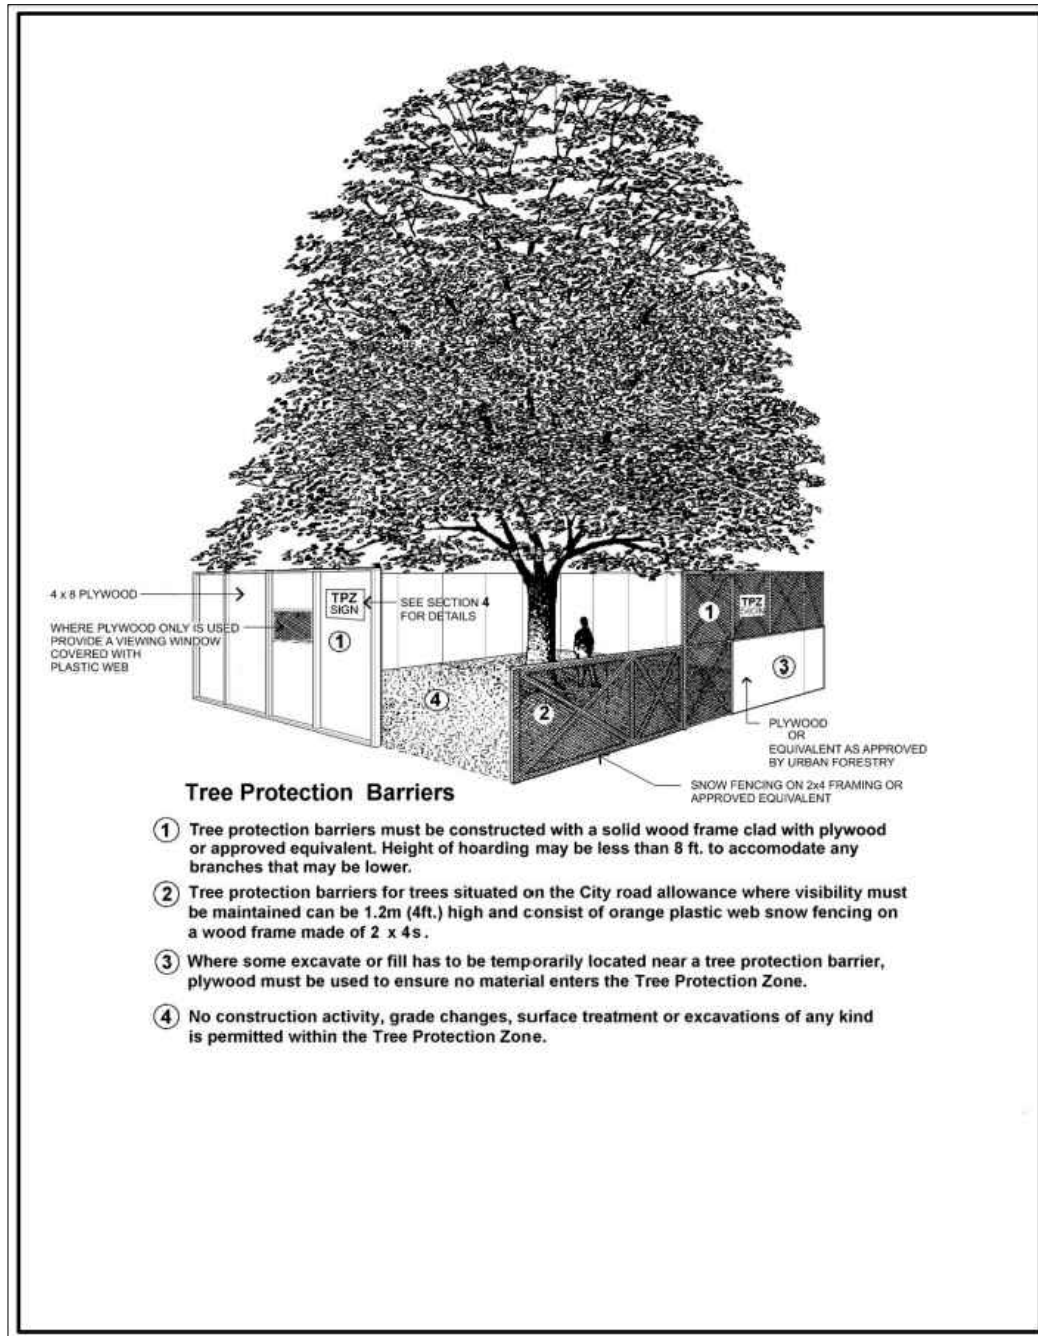 4 x 8 PLYWOOD
WHERE PLYWOOD ONLY IS USED
PROVIDE A VIEWING WINDOW
COVERED WITH
PLASTIC WEB
TPZ
SIGN
1
SEE SECTION 4
FOR DETAILS
4
2
1
TPZ
SIGN
3
PLYWOOD
OR
EQUIVALENT AS APPROVED
BY URBAN FORESTRY
SNOW FENCING ON 2x4 FRAMING OR
APPROVED EQUIVALENT
Tree Protection Barriers
1 Tree protection barriers must be constructed with a solid wood frame clad with plywood
or approved equivalent. Height of hoarding may be less than 8 ft. to accomodate any
branches that may be lower.
2 Tree protection barriers for trees situated on the City road allowance where visibility must
be maintained can be 1.2m (4ft.) high and consist of orange plastic web snow fencing on
a wood frame made of 2 x 4s.
3 Where some excavate or fill has to be temporarily located near a tree protection barrier,
plywood must be used to ensure no material enters the Tree Protection Zone.
4 No construction activity, grade changes, surface treatment or excavations of any kind
is permitted within the Tree Protection Zone.